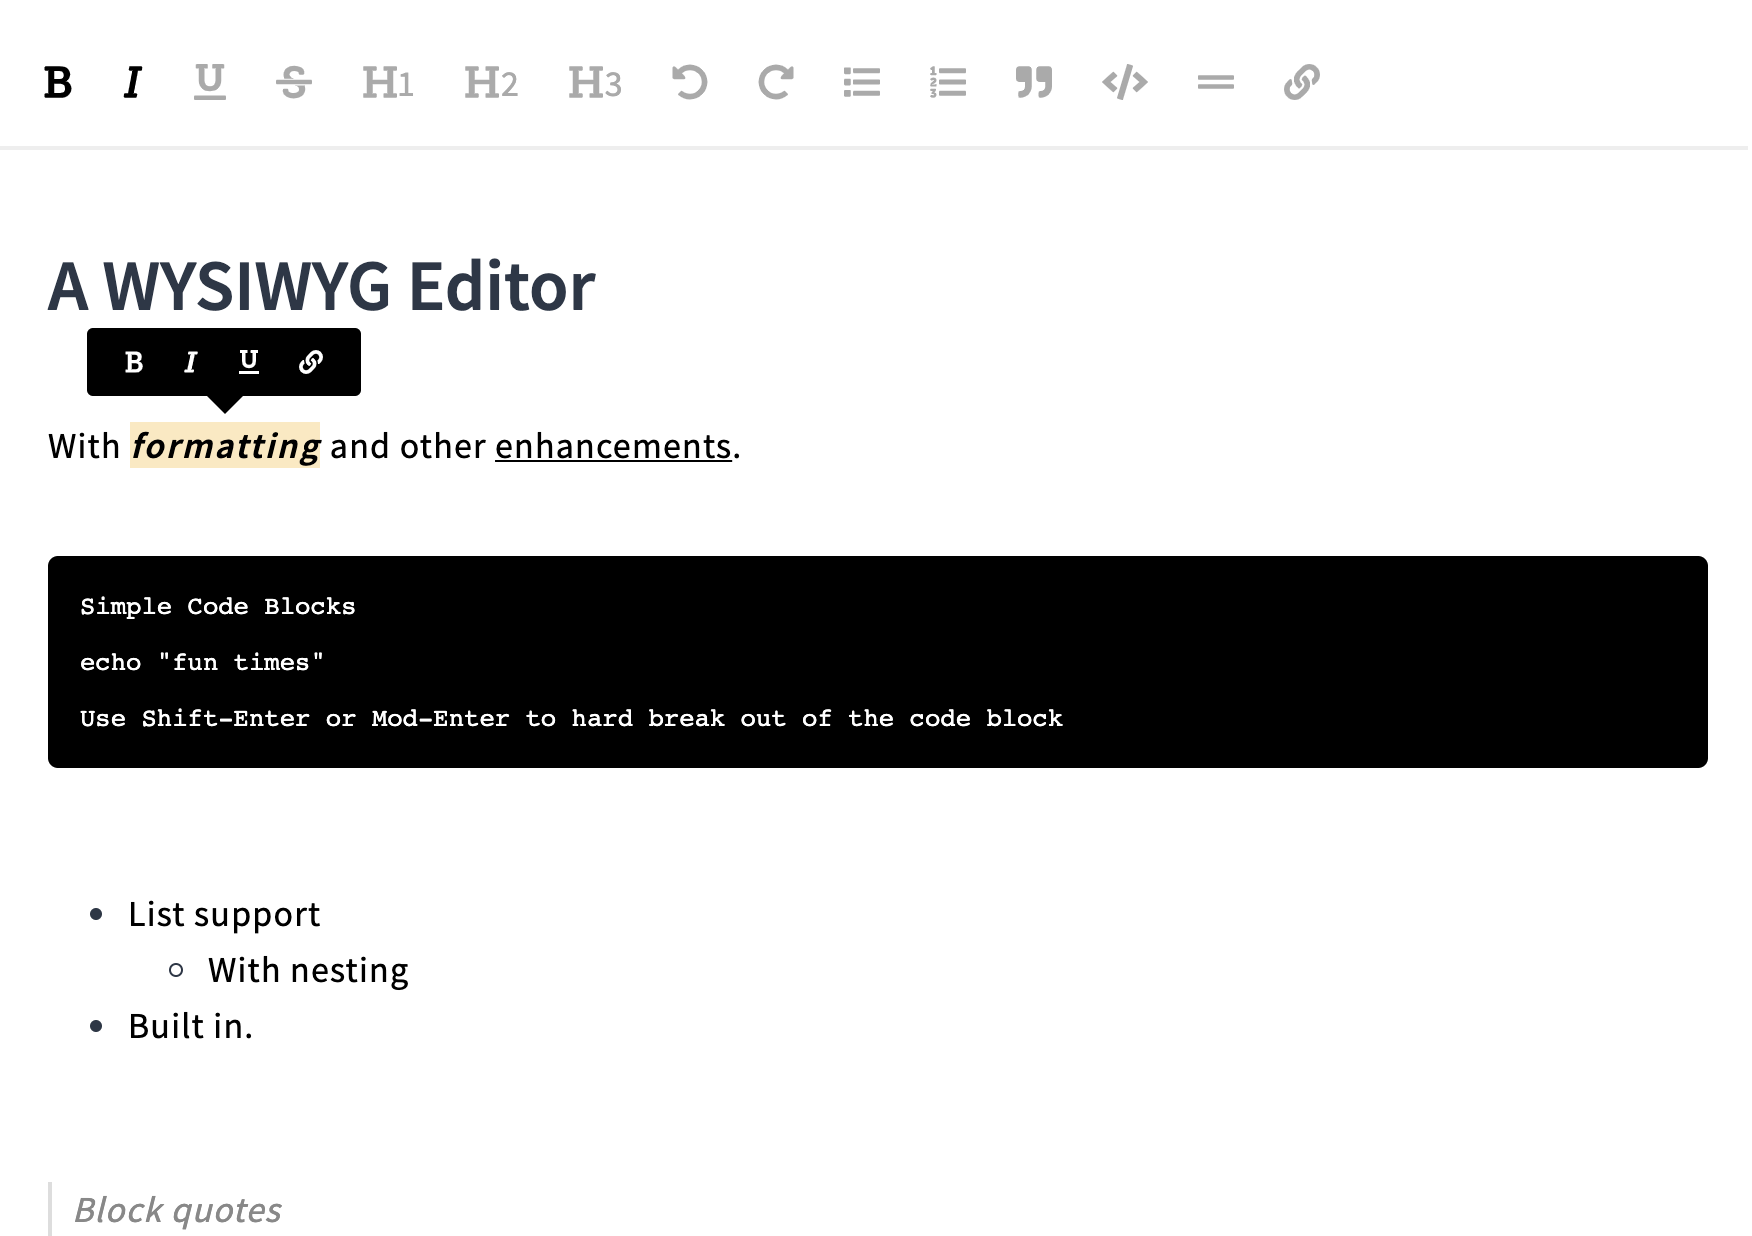 B I U S H1 H2 H3
A WYSIWYG Editor
B I U
With formatting and other enhancements.
Simple Code Blocks
echo "fun times"
Use Shift-Enter or Mod-Enter to hard break out of the code block
List support
With nesting
Built in.
Block quotes